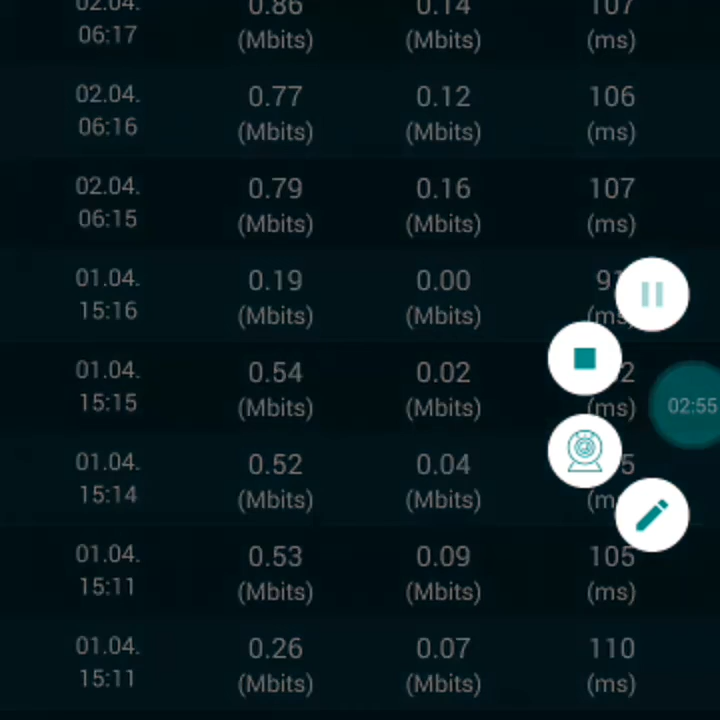 02.04. 0.86 0.14 107
06:17 (Mbits) (Mbits) (ms)
02.04. 0.77 0.12 106
06:16 (Mbits) (Mbits) (ms)
02.04. 0.79 0.16 107
06:15 (Mbits) (Mbits) (ms)
01.04. 0.19 0.00
15:16 (Mbits) (Mbits) (ms)
01.04. 0.54 0.02
15:15 (Mbits) (Mbits) (ms) 02:55
01.04. 0.52 0.04
15:14 (Mbits) (Mbits)
01.04. 0.53 0.09 105
15:11 (Mbits) (Mbits) (ms)
01.04. 0.26 0.07 110
15:11 (Mbits) (Mbits) (ms)